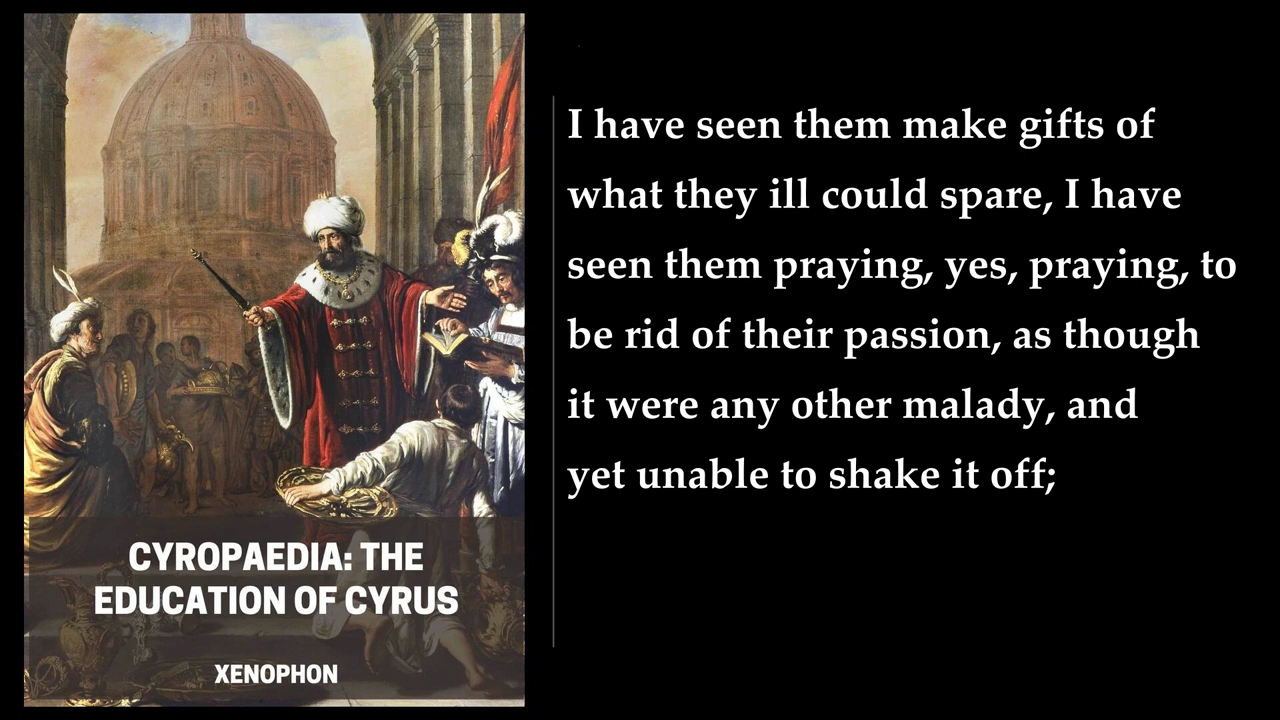 CYROPAEDIA: THE
EDUCATION OF CYRUS
XENOPHON
I have seen them make gifts of
what they ill could spare, I have
seen them praying, yes, praying, to
be rid of their passion, as though
it were any other malady, and
yet unable to shake it off;